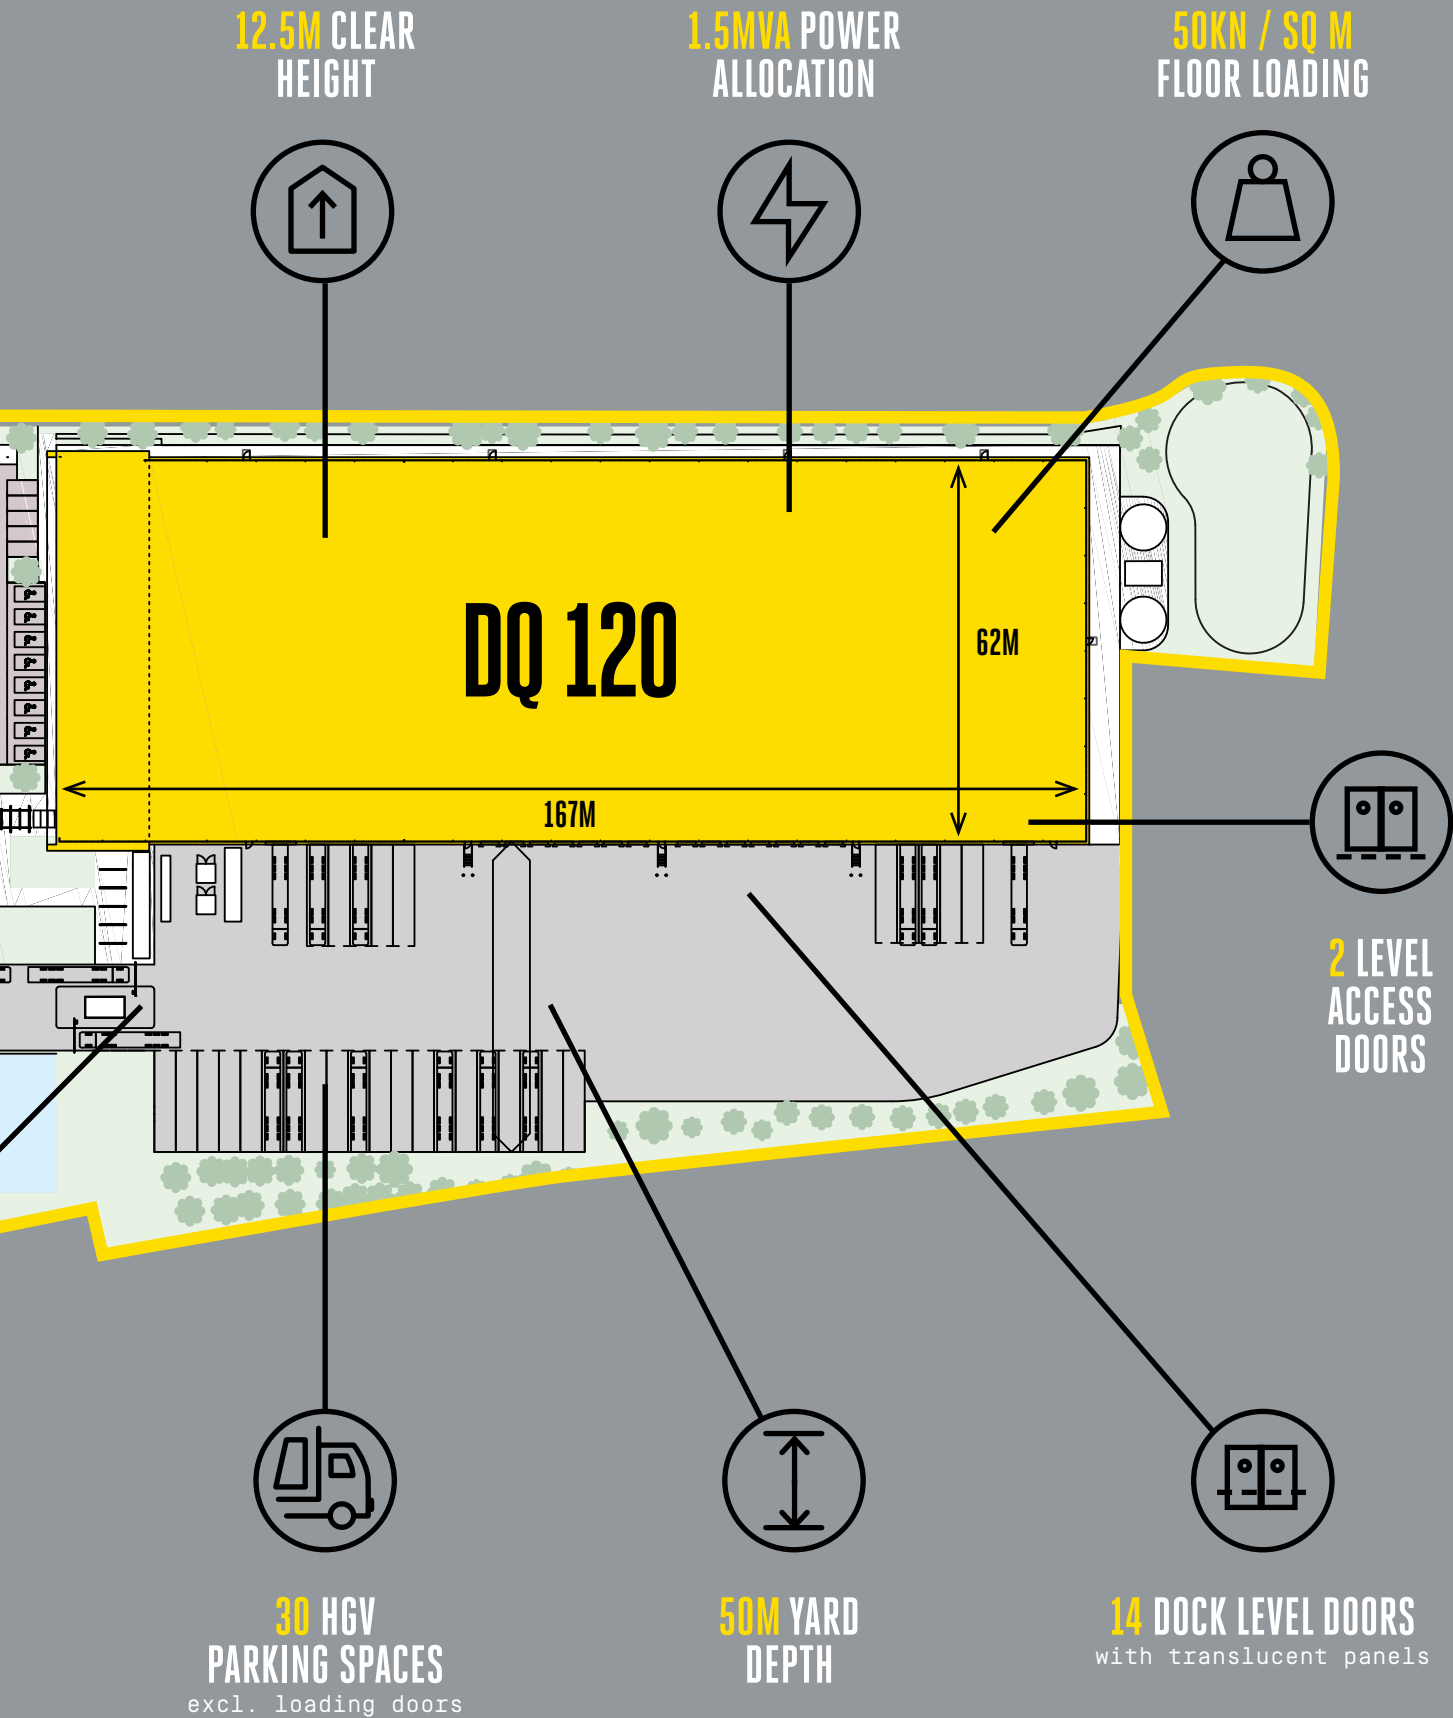 12.5M CLEAR
HEIGHT
1.5MVA POWER
ALLOCATION
50KN / SQ M
FLOOR LOADING
DQ 120
62M
167M
2 LEVEL
ACCESS
DOORS
30 HGV
PARKING SPACES
excl. loading doors
50M YARD
DEPTH
14 DOCK LEVEL DOORS
with translucent panels